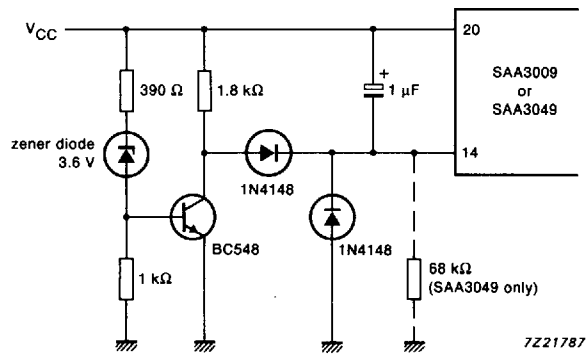 VCC
20
SAA3009
or
SAA3049
14
390 Ω
1.8 kΩ
+
1 μF
zener diode
3.6 V
1N4148
BC548
1N4148
1 kΩ
68 kΩ
(SAA3049 only)
7Z21787